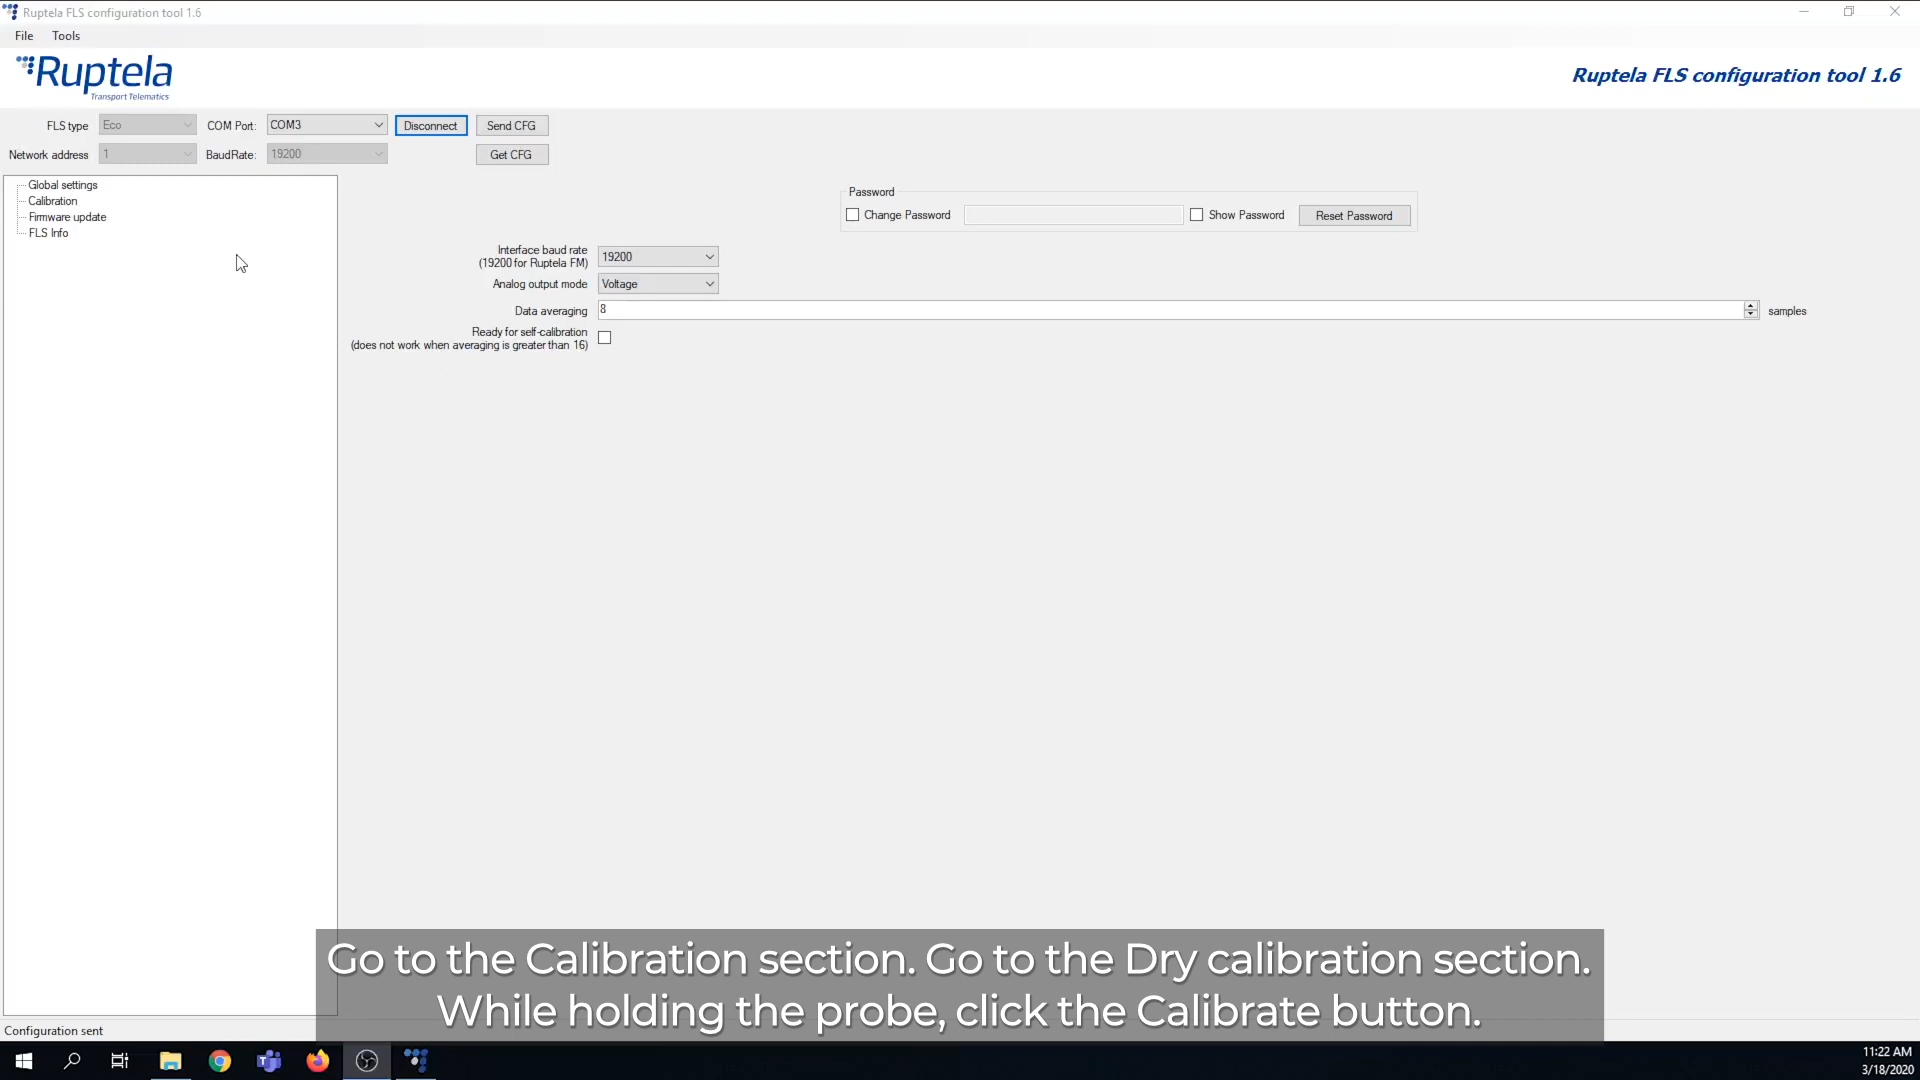 Ruptela FLS configuration tool 1.6
File Tools
Ruptela
Transport Telematics
Ruptela FLS configuration tool 1.6
FLS type Eco COM Port: COM3 Disconnect Send CFG
Network address 1 BaudRate: 19200 Get CFG
Global settings
Calibration
Firmware update
FLS Info
Password
Change Password Show Password Reset Password
Interface baud rate
(19200 for Ruptela FM) 19200
Analog output mode Voltage
Data averaging 8 samples
Ready for self-calibration
(does not work when averaging is greater than 16)
Go to the Calibration section. Go to the Dry calibration section.
While holding the probe, click the Calibrate button.
Configuration sent
11:22 AM
3/18/2020